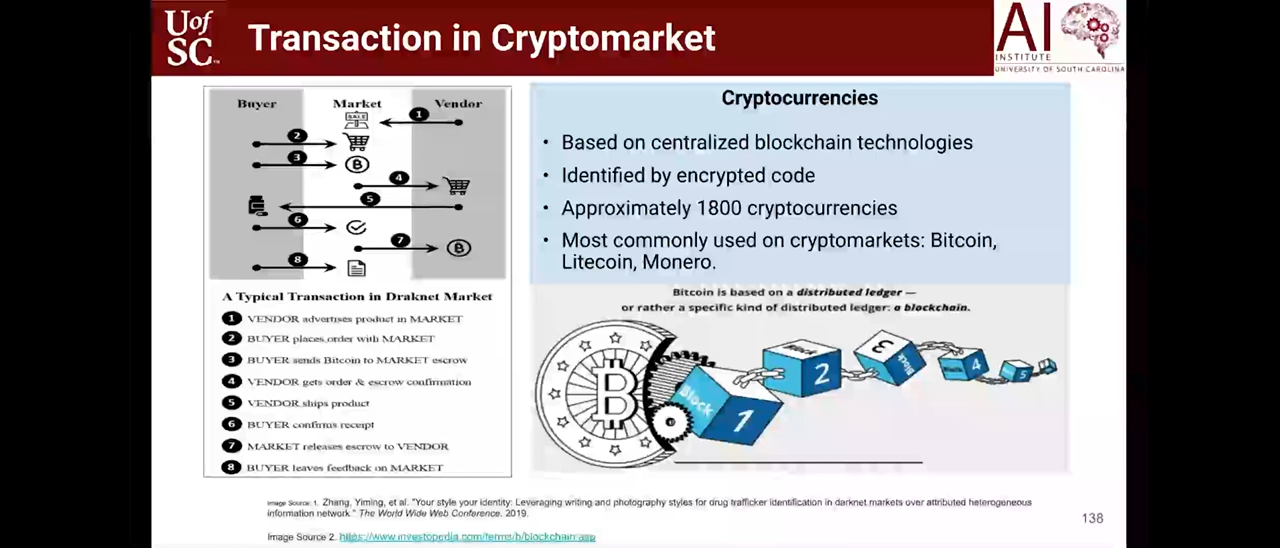 UofSC
Transaction in Cryptomarket
AI
INSTITUTE
UNIVERSITY OF SOUTH CAROLINA
Buyer Market Vendor
SALE
1
2
3
4
5
6
7
8
A Typical Transaction in Draknet Market
1 VENDOR advertises product in MARKET
2 BUYER places order with MARKET
3 BUYER sends Bitcoin to MARKET escrow
4 VENDOR gets order & escrow confirmation
5 VENDOR ships product
6 BUYER confirms receipt
7 MARKET releases escrow to VENDOR
8 BUYER leaves feedback on MARKET
Cryptocurrencies
• Based on centralized blockchain technologies
• Identified by encrypted code
• Approximately 1800 cryptocurrencies
• Most commonly used on cryptomarkets: Bitcoin,
Litecoin, Monero.
Bitcoin is based on a distributed ledger —
or rather a specific kind of distributed ledger: a blockchain.
Block 1
Block 2
Block 3
4
5
Image Source: 1. Zhang, Yiming, et al. "Your style your identity: Leveraging writing and photography styles for drug trafficker identification in darknet markets over attributed heterogeneous
information network." The World Wide Web Conference. 2019.
Image Source 2. https://www.investopedia.com/terms/b/blockchain.asp
138